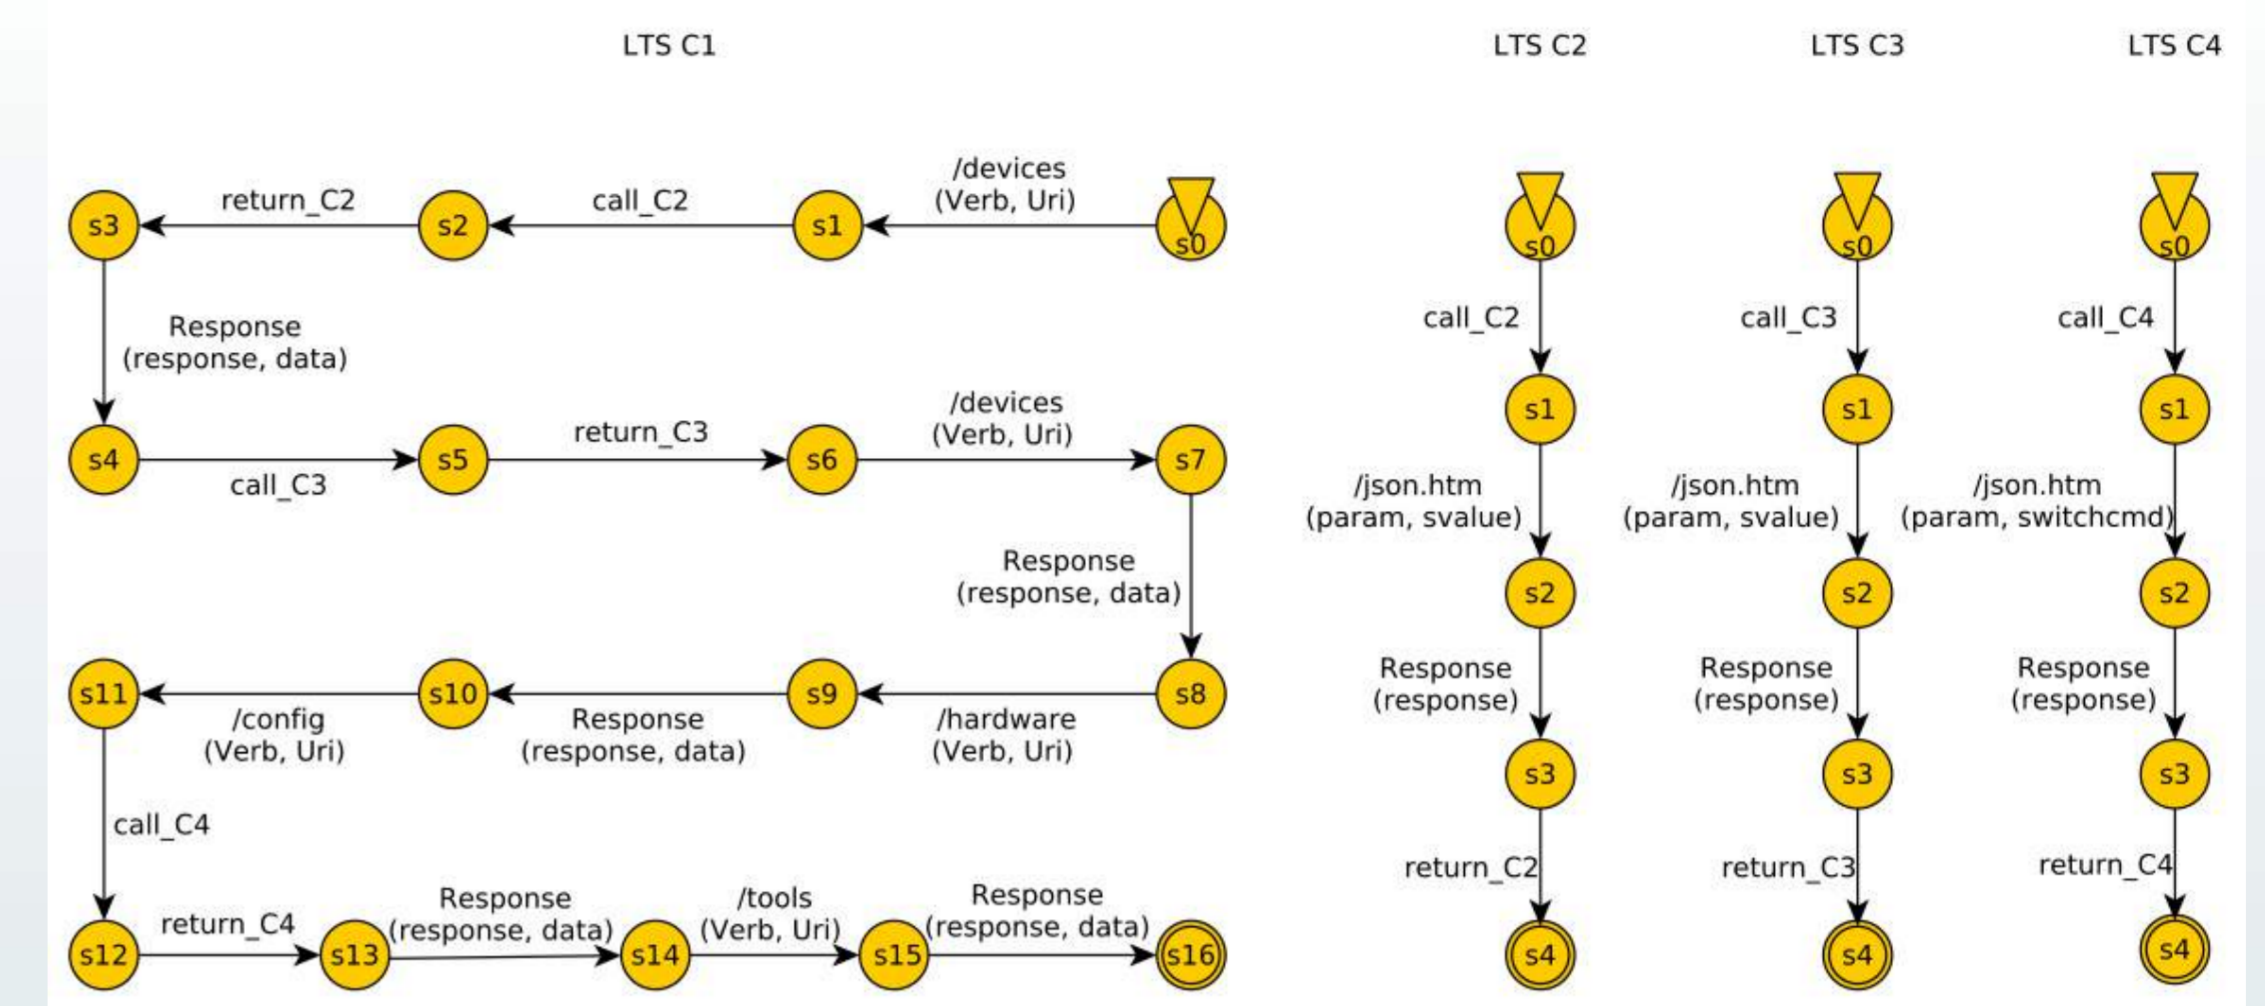 LTS C1
LTS C2
LTS C3
LTS C4
/devices
(Verb, Uri)
return_C2
call_C2
s3
s2
s1
s0
Response
(response, data)
/devices
(Verb, Uri)
return_C3
call_C3
s4
s5
s6
s7
Response
(response, data)
s11
s10
s9
s8
/config
(Verb, Uri)
Response
(response, data)
/hardware
(Verb, Uri)
call_C4
return_C4
Response
(response, data)
/tools
(Verb, Uri)
Response
(response, data)
s12
s13
s14
s15
s16
s0
call_C2
s1
/json.htm
(param, svalue)
s2
Response
(response)
s3
return_C2
s4
s0
call_C3
s1
/json.htm
(param, svalue)
s2
Response
(response)
s3
return_C3
s4
s0
call_C4
s1
/json.htm
(param, switchcmd)
s2
Response
(response)
s3
return_C4
s4